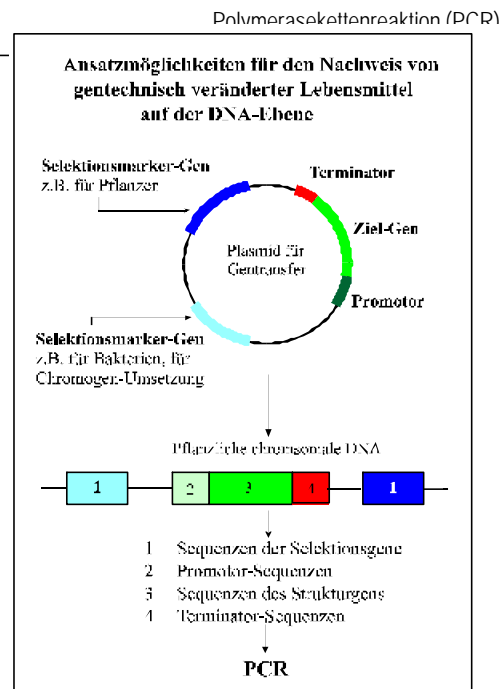 Polymerasekettenreaktion (PCR)
Ansatzmöglichkeiten für den Nachweis von
gentechnisch veränderter Lebensmittel
auf der DNA-Ebene
Selektionsmarker-Gen
z.B. für Pflanzen
Terminator
Ziel-Gen
Plasmid für
Gentransfer
Promotor
Selektionsmarker-Gen
z.B. für Bakterien, für
Chromogen-Umsetzung
Pflanzliche chromsomale DNA
1 2 3 4 1
1 Sequenzen der Selektionsgene
2 Promotor-Sequenzen
3 Sequenzen des Strukturgens
4 Terminator-Sequenzen
PCR